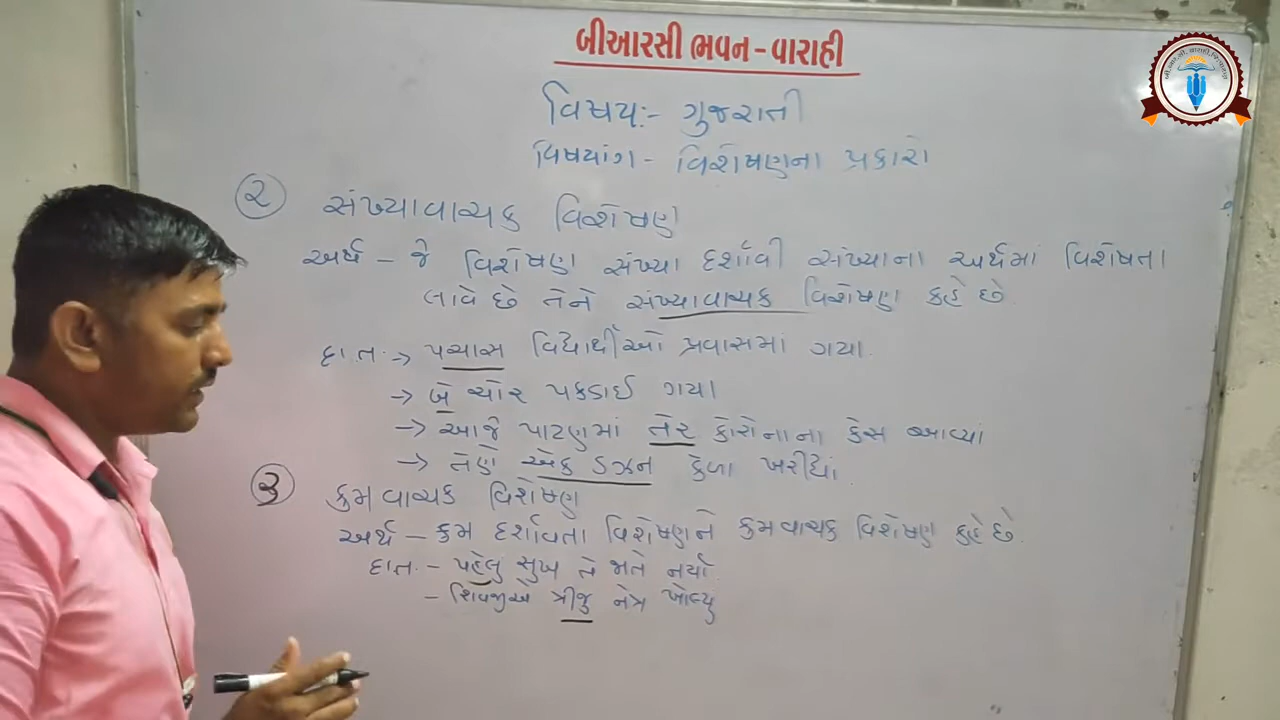 બીઆરસી ભવન - વારાહી
વિષય:- ગુજરાતી
વિષયાંગ - વિશેષણના પ્રકારો
૨ સંખ્યાવાચક વિશેષણ
અર્થ - જે વિશેષણ સંખ્યા દર્શાવી સંખ્યાના અર્થમાં વિશેષતા
લાવે છે તેને સંખ્યાવાચક વિશેષણ કહે છે.
દા.ત. → પચાસ વિદ્યાર્થીઓ પ્રવાસમાં ગયા.
→ બે ચોર પકડાઈ ગયા
→ આજે પાટણમાં તેર કોરોનાના કેસ આવ્યાં
→ તેણે એક ડઝન કેળા ખરીદ્યાં.
૩ ક્રમવાચક વિશેષણ
અર્થ - ક્રમ દર્શાવતા વિશેષણને ક્રમવાચક વિશેષણ કહે છે.
દા.ત. - પહેલુ સુખ તે જાતે નર્યા
- શિવજીએ ત્રીજુ નેત્ર ખોલ્યુ